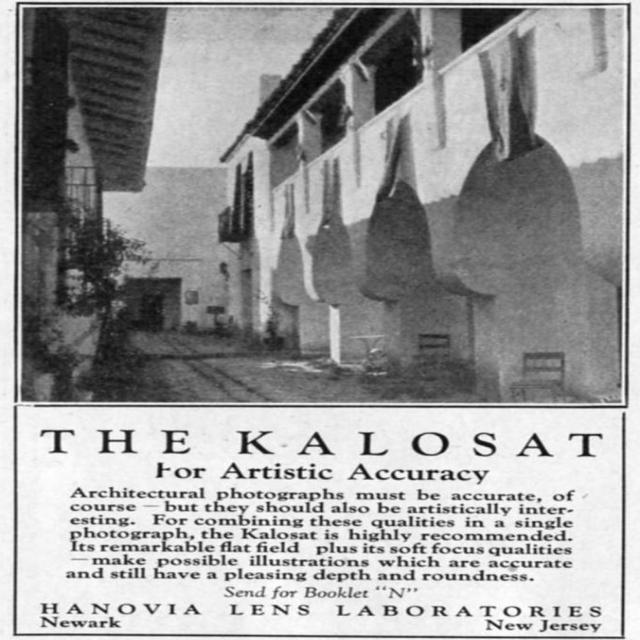 THE KALOSAT
For Artistic Accuracy
Architectural photographs must be accurate, of
course — but they should also be artistically inter-
esting. For combining these qualities in a single
photograph, the Kalosat is highly recommended.
Its remarkable flat field plus its soft focus qualities
—make possible illustrations which are accurate
and still have a pleasing depth and roundness.
Send for Booklet "N"
HANOVIA LENS LABORATORIES
Newark New Jersey